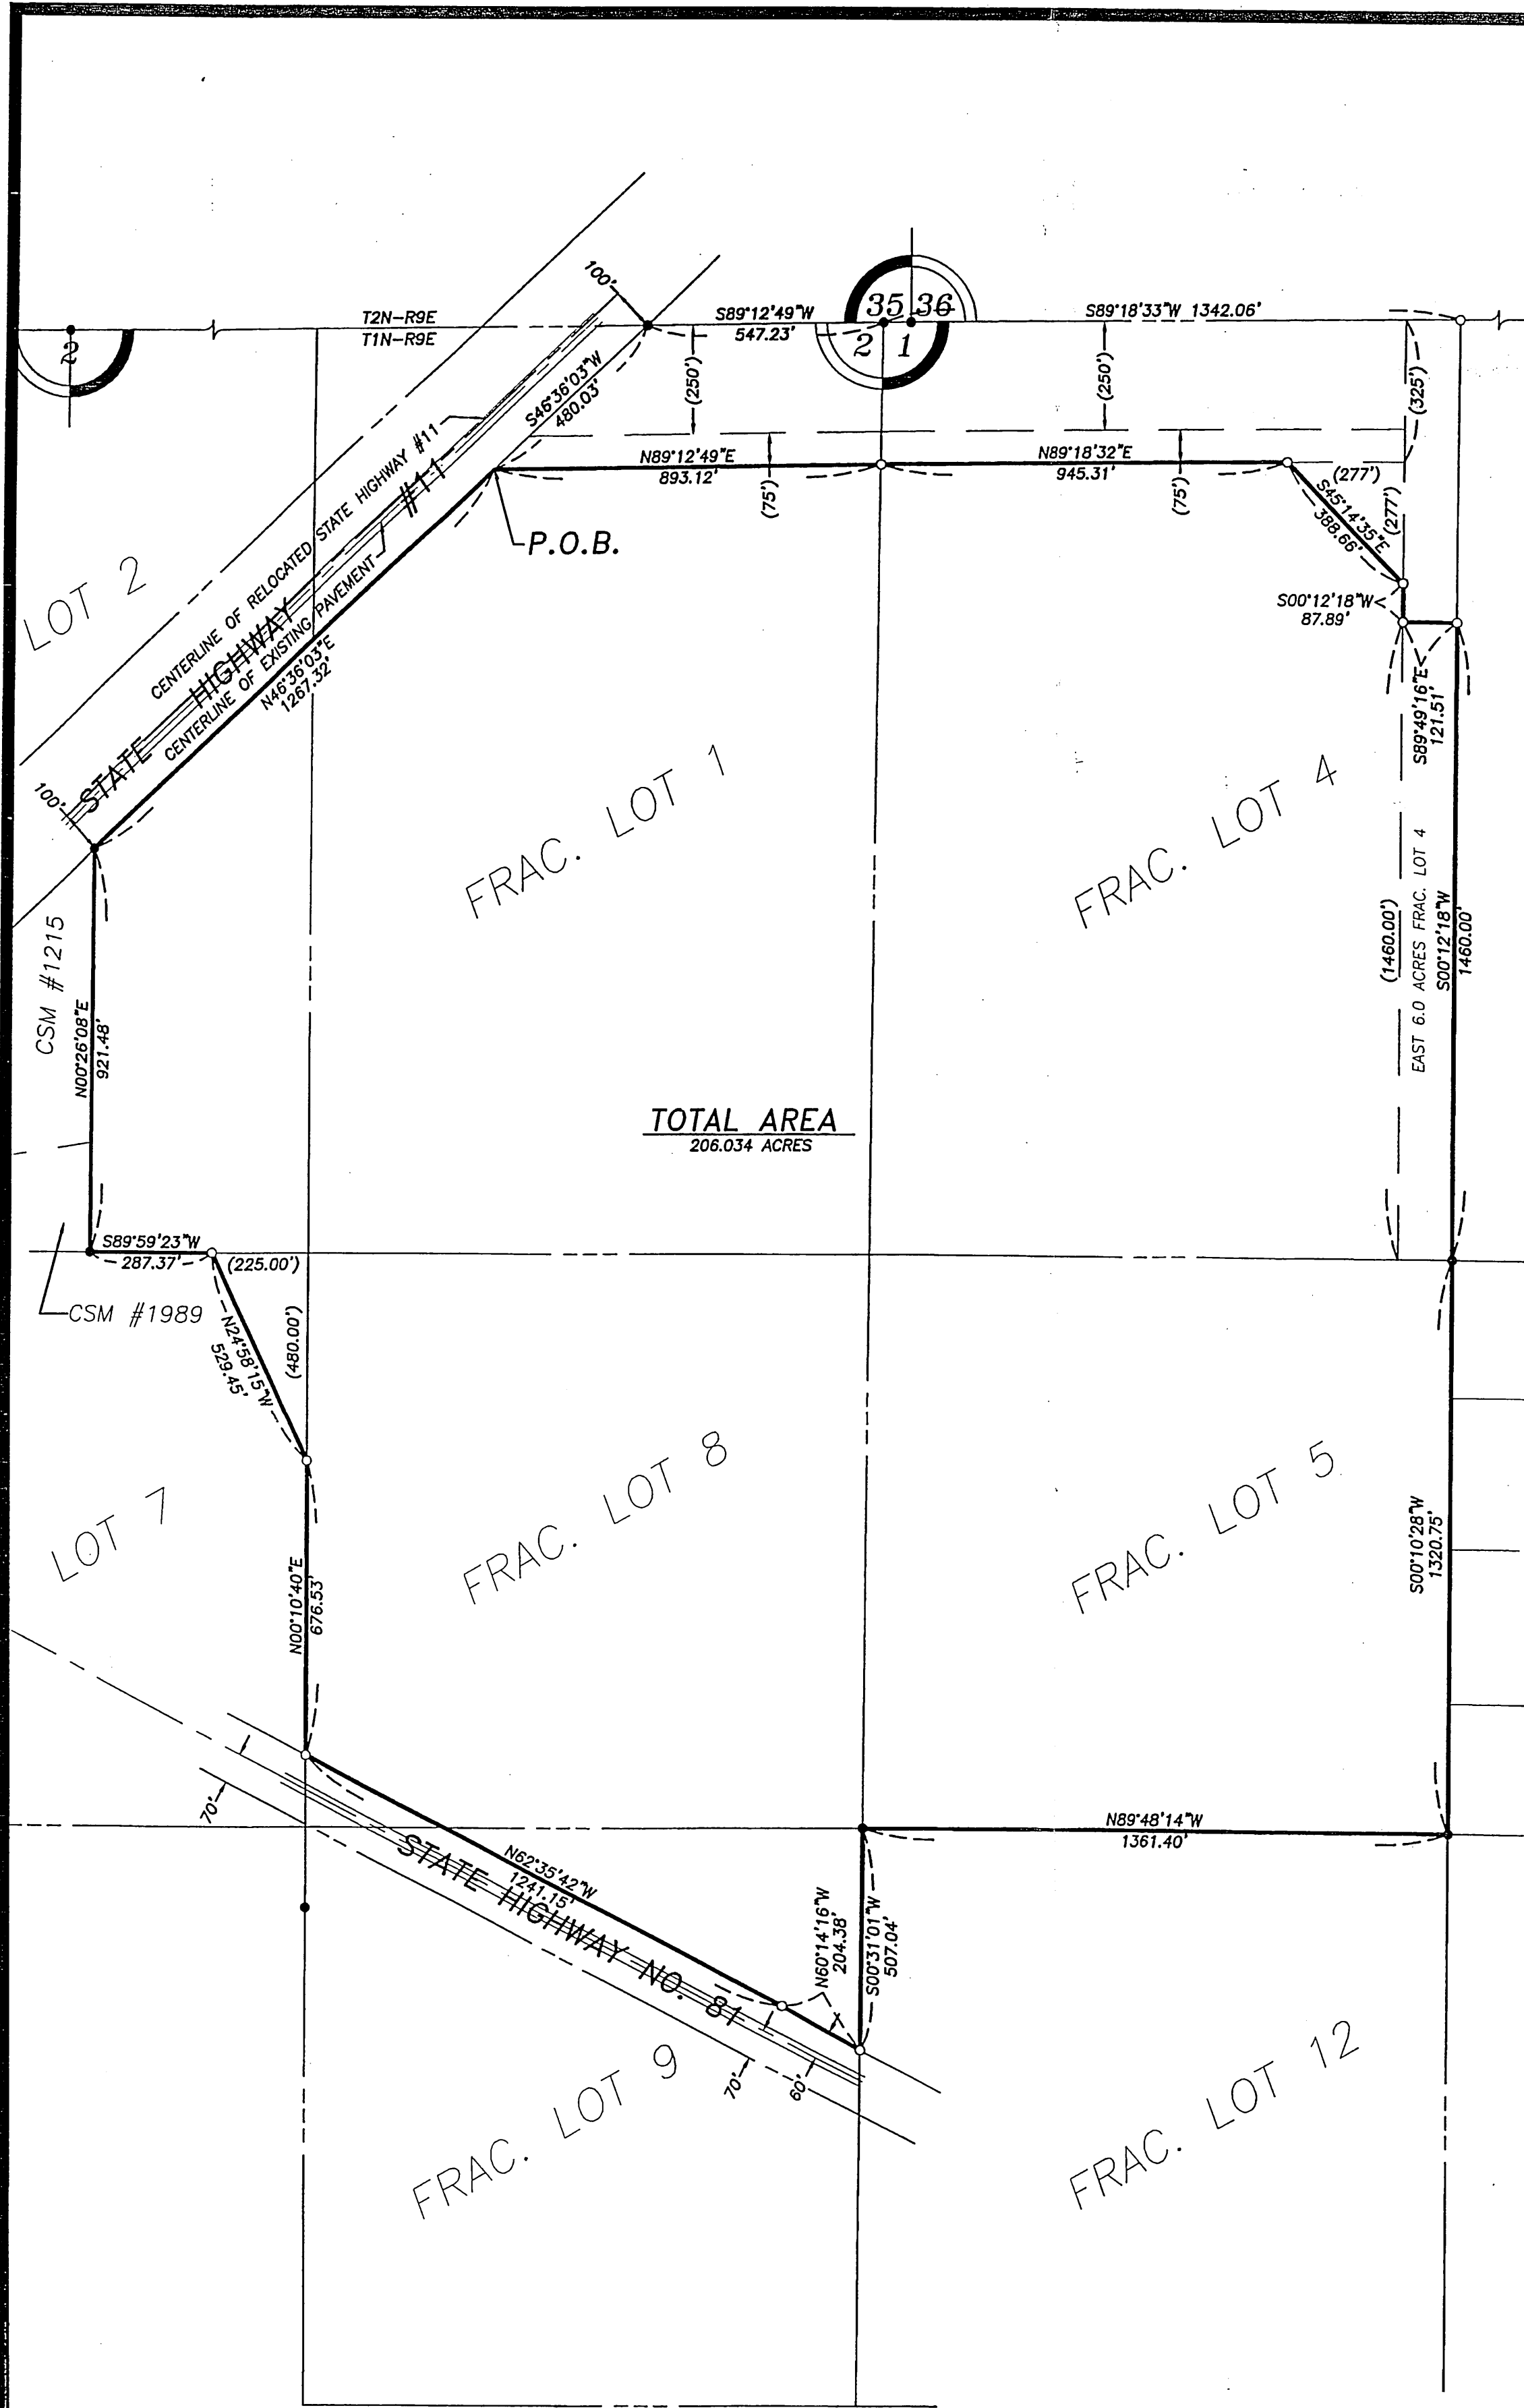 100'
T2N-R9E
T1N-R9E
S89°12'49"W
547.23'
35 36
2 1
S89°18'33"W 1342.06'
2
S46°36'03"W
480.03'
(250')
(250')
(325')
CENTERLINE OF RELOCATED STATE HIGHWAY #11
STATE HIGHWAY #11
CENTERLINE OF EXISTING PAVEMENT
N89°12'49"E
893.12'
(75')
N89°18'32"E
945.31'
(75')
(277')
(277')
S45°14'35"E
388.66'
P.O.B.
LOT 2
N46°36'03"E
1267.32'
S00°12'18"W
87.89'
S89°49'16"E
121.51'
100'
FRAC. LOT 1
FRAC. LOT 4
(1460.00')
EAST 6.0 ACRES FRAC. LOT 4
S00°12'18"W
1460.00'
CSM #1215
N00°26'08"E
921.48'
TOTAL AREA
206.034 ACRES
S89°59'23"W
287.37'
(225.00')
CSM #1989
N24°58'15"W
529.45'
(480.00')
LOT 7
FRAC. LOT 8
FRAC. LOT 5
S00°10'28"W
1320.75'
N00°10'40"E
676.53'
70'
STATE HIGHWAY NO. 81
N62°35'42"W
1241.15'
N89°48'14"W
1361.40'
N60°14'16"W
204.38'
S00°31'01"W
507.04'
70'
60'
FRAC. LOT 9
FRAC. LOT 12